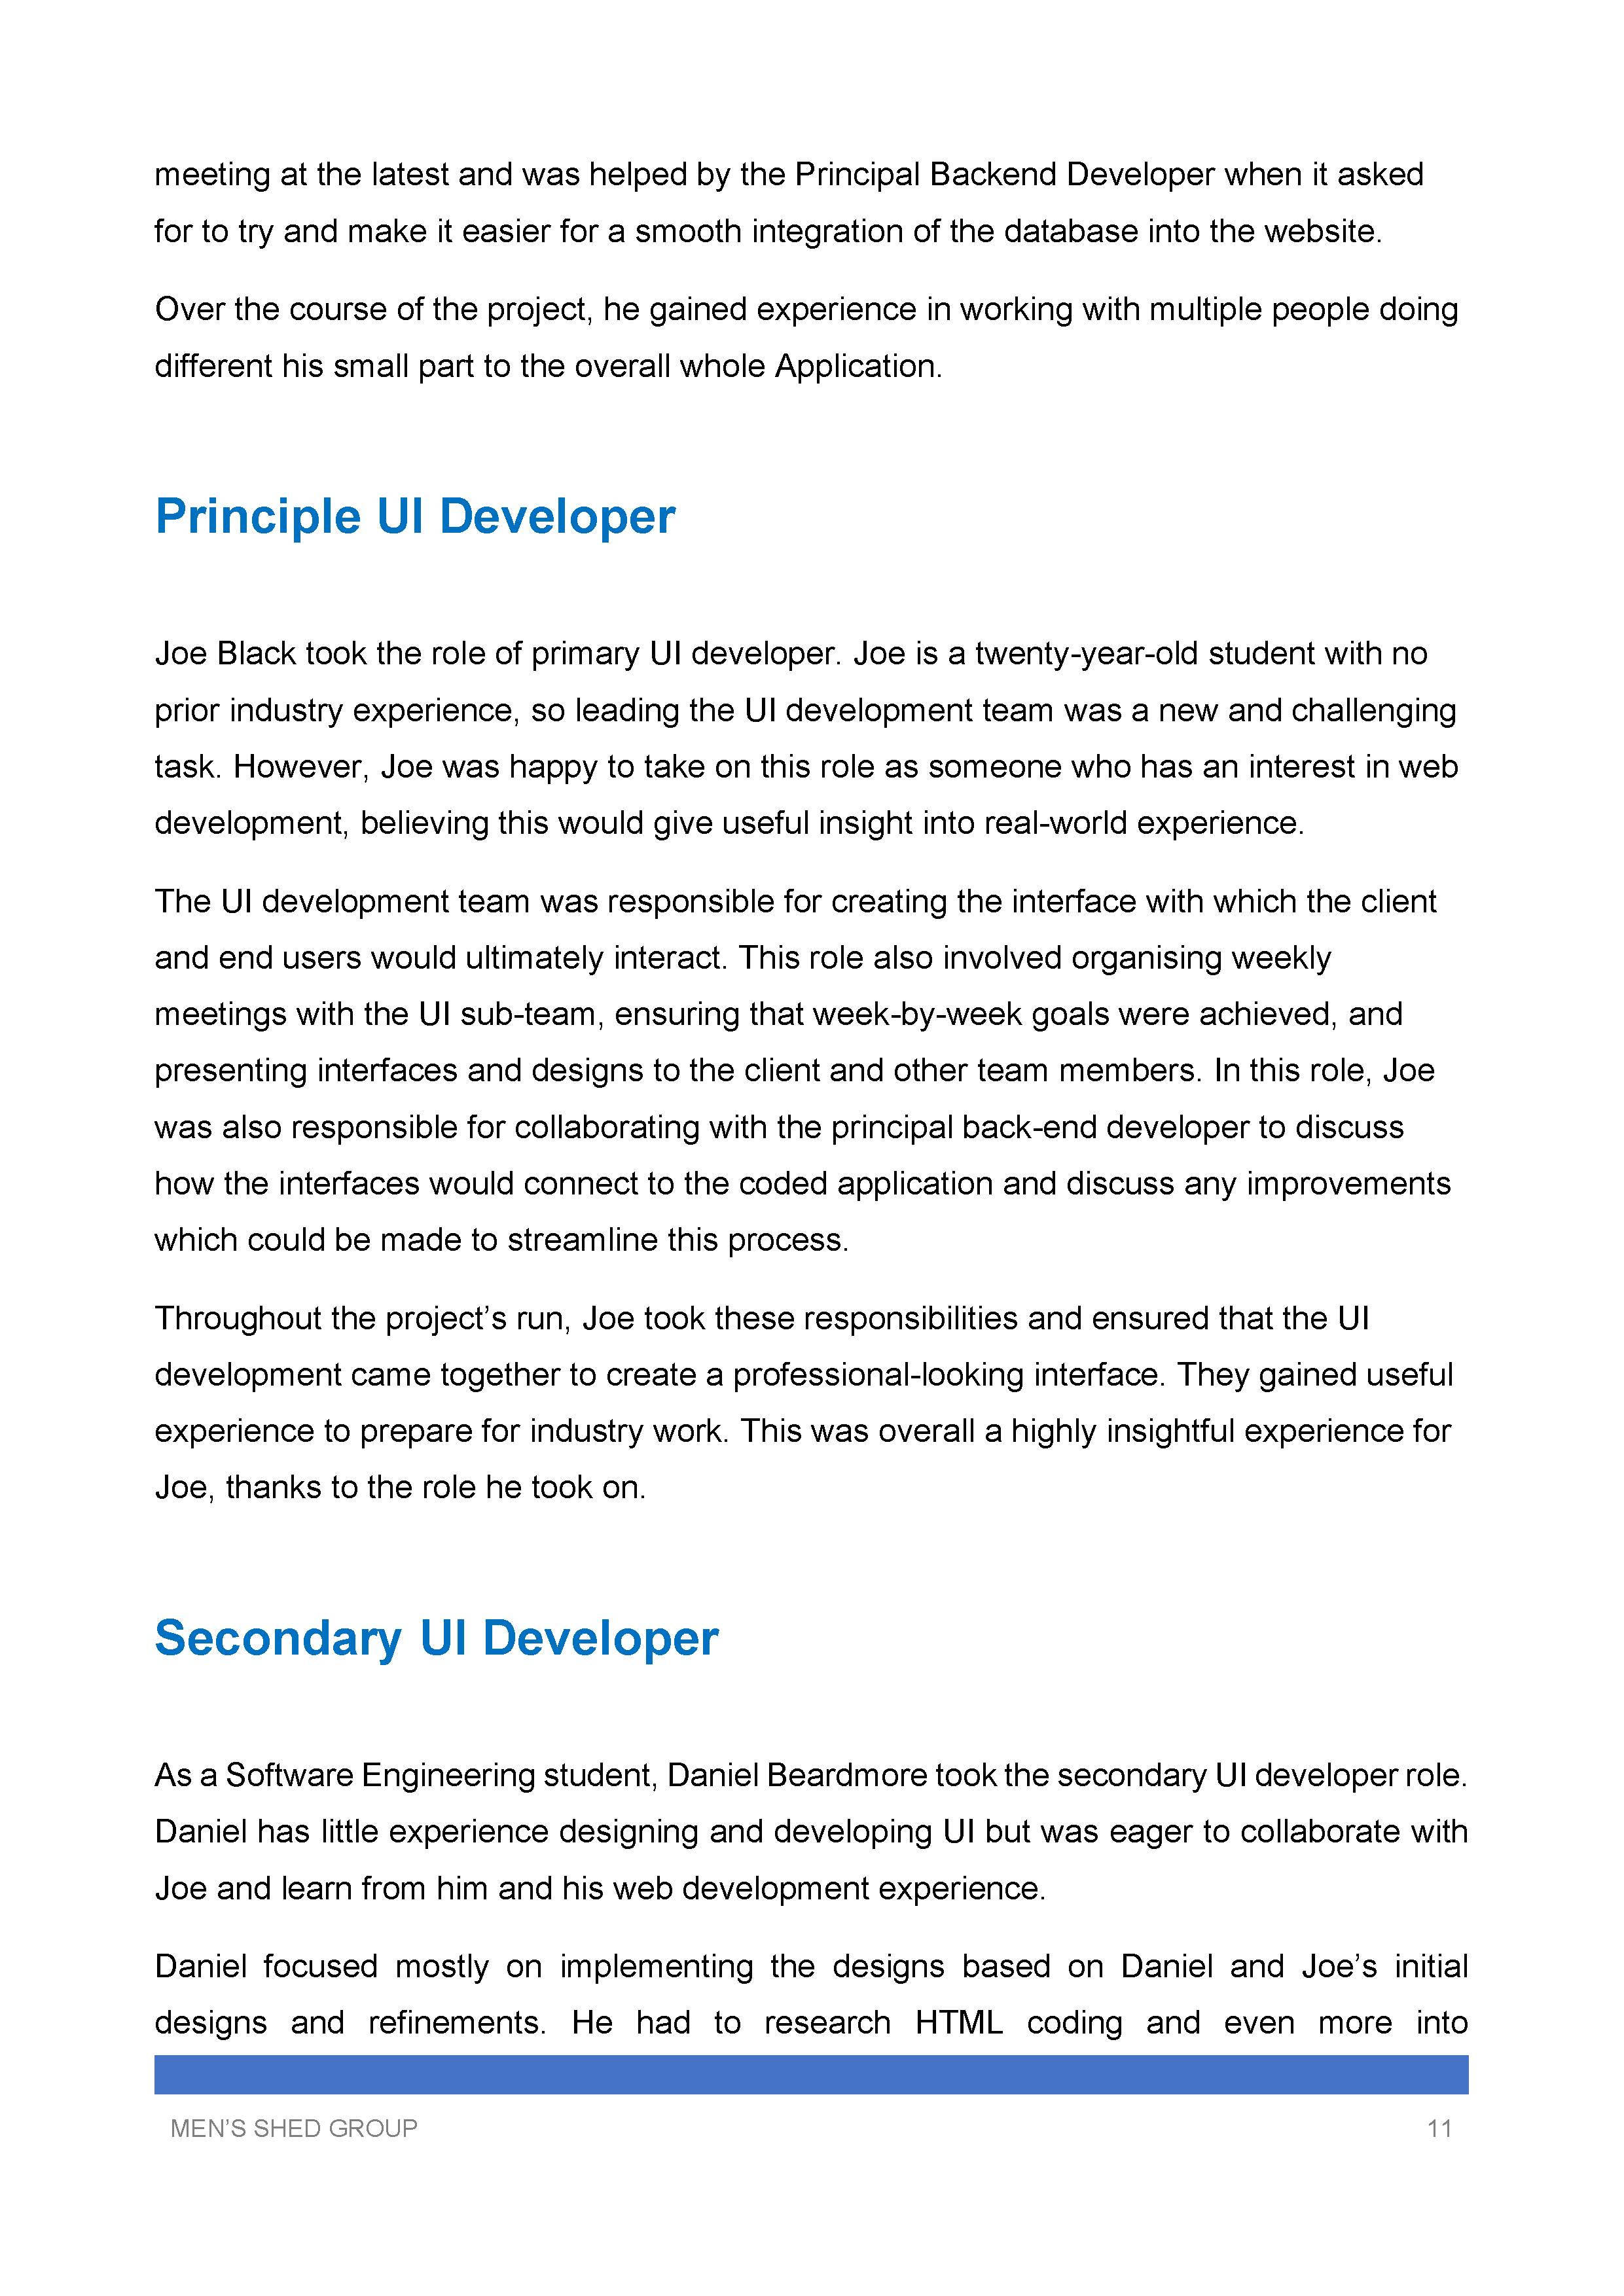 meeting at the latest and was helped by the Principal Backend Developer when it asked
for to try and make it easier for a smooth integration of the database into the website.
Over the course of the project, he gained experience in working with multiple people doing
different his small part to the overall whole Application.
Principle UI Developer
Joe Black took the role of primary UI developer. Joe is a twenty-year-old student with no
prior industry experience, so leading the UI development team was a new and challenging
task. However, Joe was happy to take on this role as someone who has an interest in web
development, believing this would give useful insight into real-world experience.
The UI development team was responsible for creating the interface with which the client
and end users would ultimately interact. This role also involved organising weekly
meetings with the UI sub-team, ensuring that week-by-week goals were achieved, and
presenting interfaces and designs to the client and other team members. In this role, Joe
was also responsible for collaborating with the principal back-end developer to discuss
how the interfaces would connect to the coded application and discuss any improvements
which could be made to streamline this process.
Throughout the project’s run, Joe took these responsibilities and ensured that the UI
development came together to create a professional-looking interface. They gained useful
experience to prepare for industry work. This was overall a highly insightful experience for
Joe, thanks to the role he took on.
Secondary UI Developer
As a Software Engineering student, Daniel Beardmore took the secondary UI developer role.
Daniel has little experience designing and developing UI but was eager to collaborate with
Joe and learn from him and his web development experience.
Daniel focused mostly on implementing the designs based on Daniel and Joe’s initial
designs and refinements. He had to research HTML coding and even more into
MEN’S SHED GROUP 11